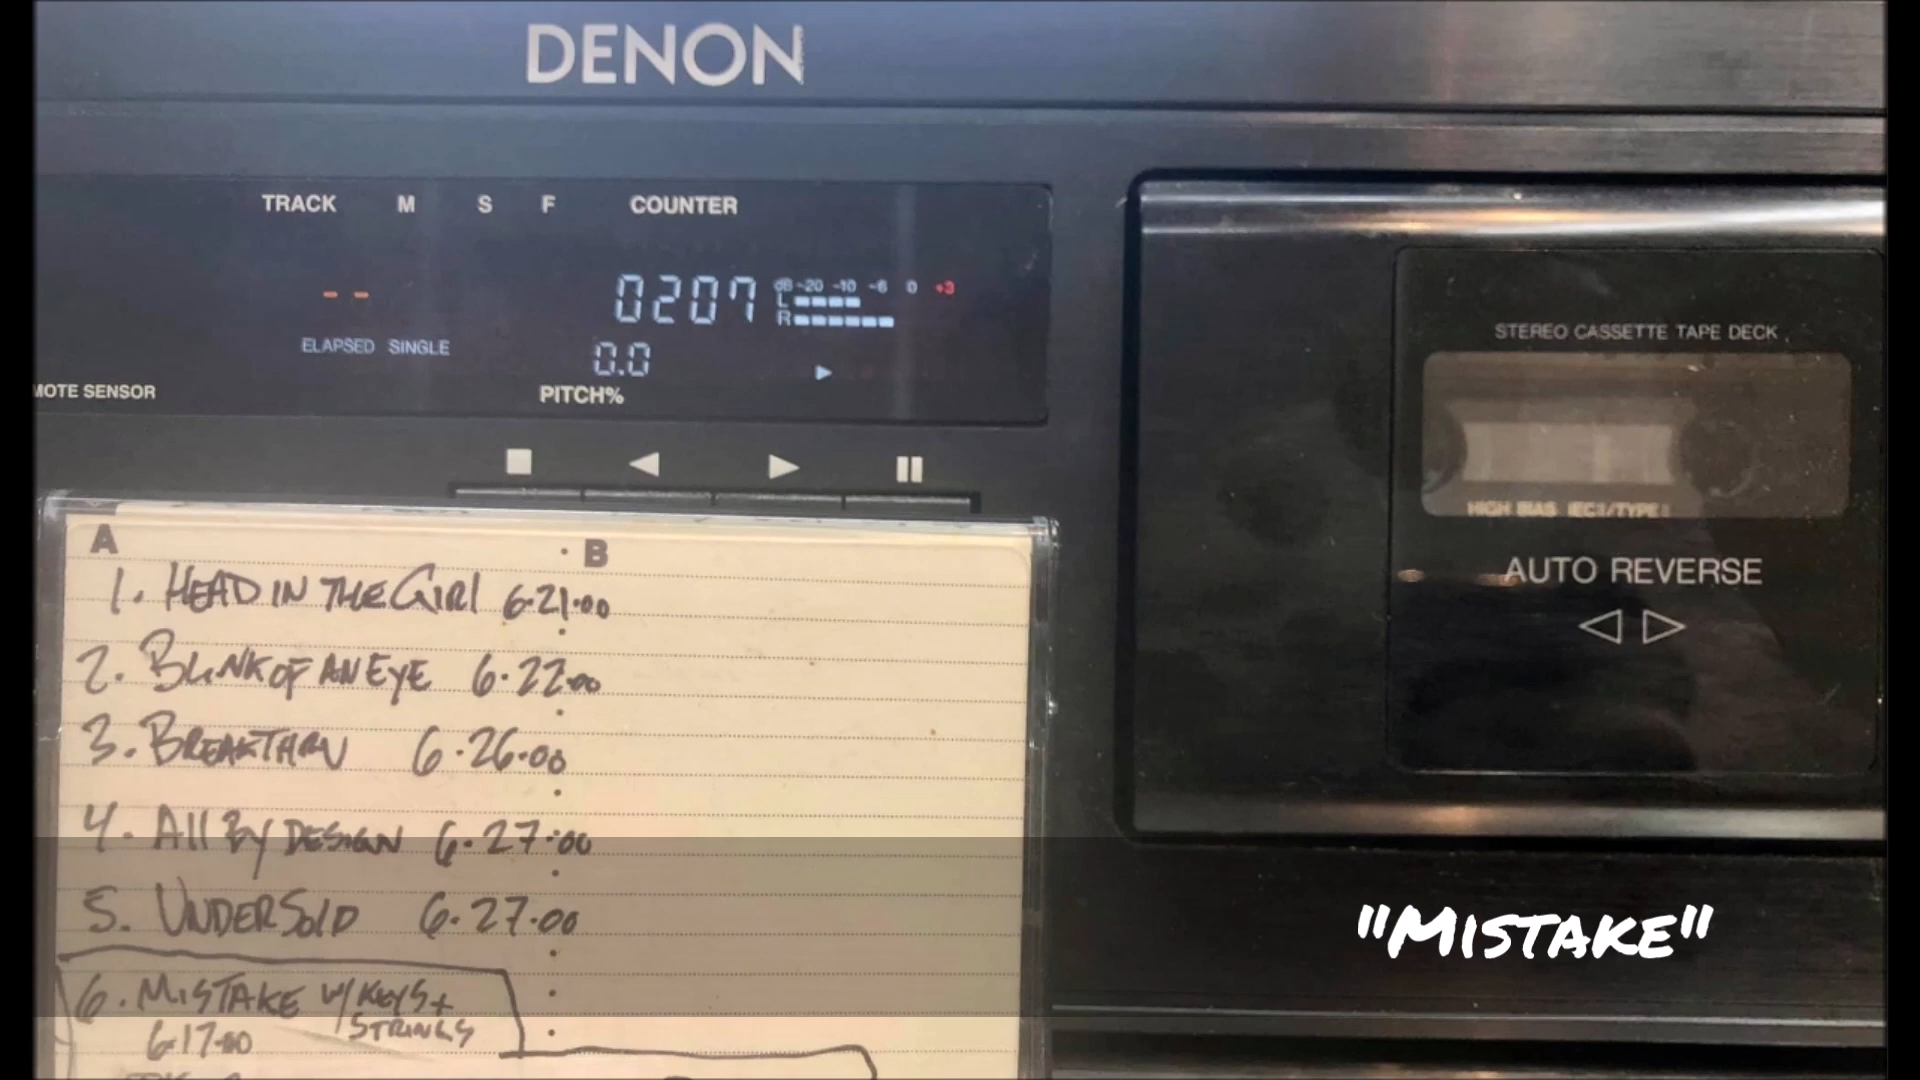 DENON
TRACK M S F COUNTER
-- 0207 dB -20 -10 -6 0 +3
L
R
ELAPSED SINGLE 0.0
MOTE SENSOR PITCH%
STEREO CASSETTE TAPE DECK
HIGH BIAS IECII/TYPE II
AUTO REVERSE
A B
1. HEAD IN THE GIRL 6.21.00
2. BLINK OF AN EYE 6.22.00
3. BREAKTHRU 6.26.00
4. All By DESIGN 6.27.00
5. UNDERSOLD 6.27.00
6. MISTAKE W/ KEYS +
STRINGS
6.17.00
"MISTAKE"